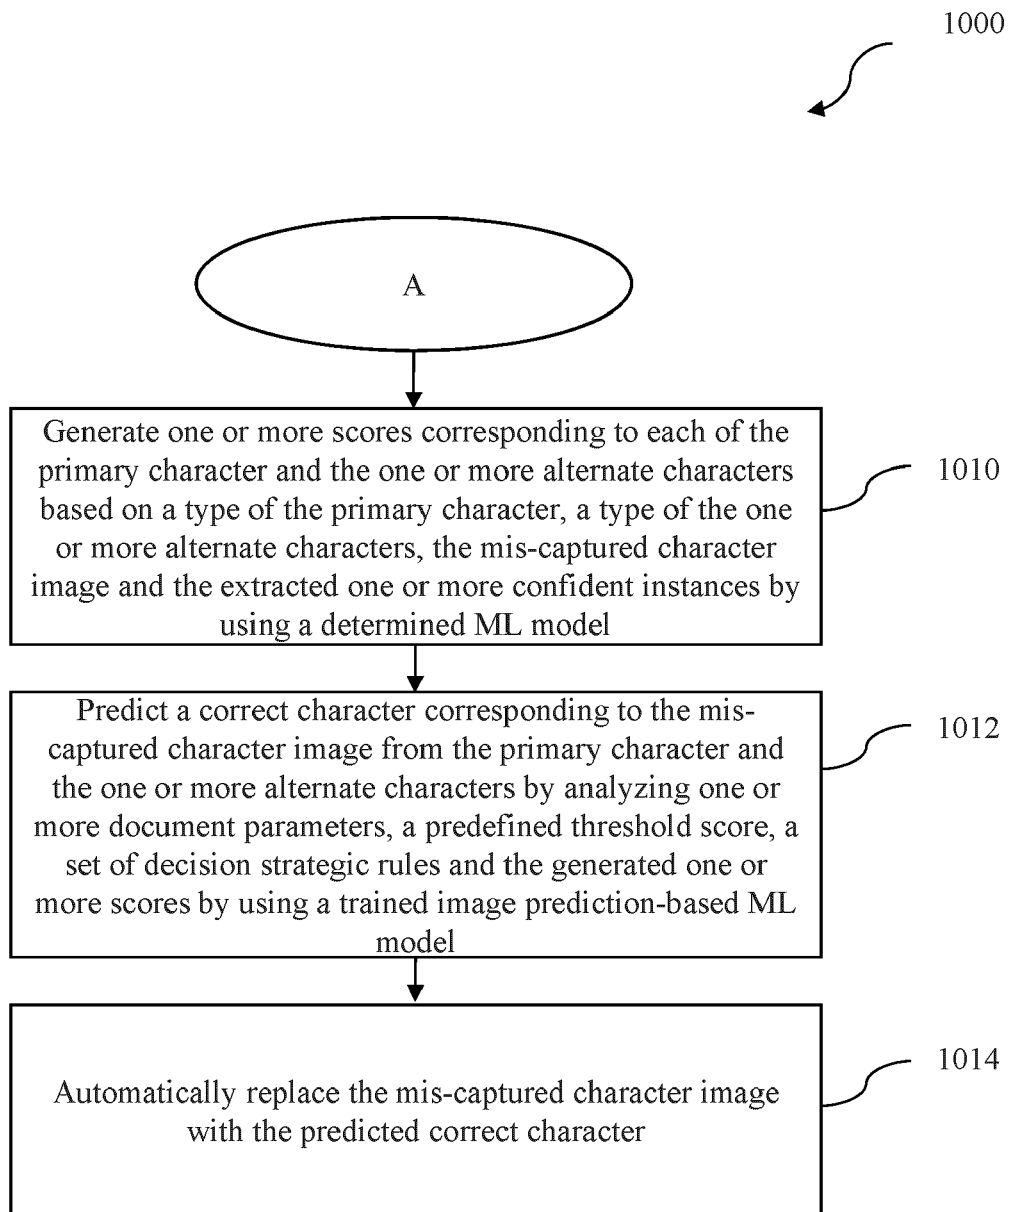 1000
A
Generate one or more scores corresponding to each of the
primary character and the one or more alternate characters
based on a type of the primary character, a type of the one
or more alternate characters, the mis-captured character
image and the extracted one or more confident instances by
using a determined ML model
1010
Predict a correct character corresponding to the mis-
captured character image from the primary character and
the one or more alternate characters by analyzing one or
more document parameters, a predefined threshold score, a
set of decision strategic rules and the generated one or
more scores by using a trained image prediction-based ML
model
1012
Automatically replace the mis-captured character image
with the predicted correct character
1014